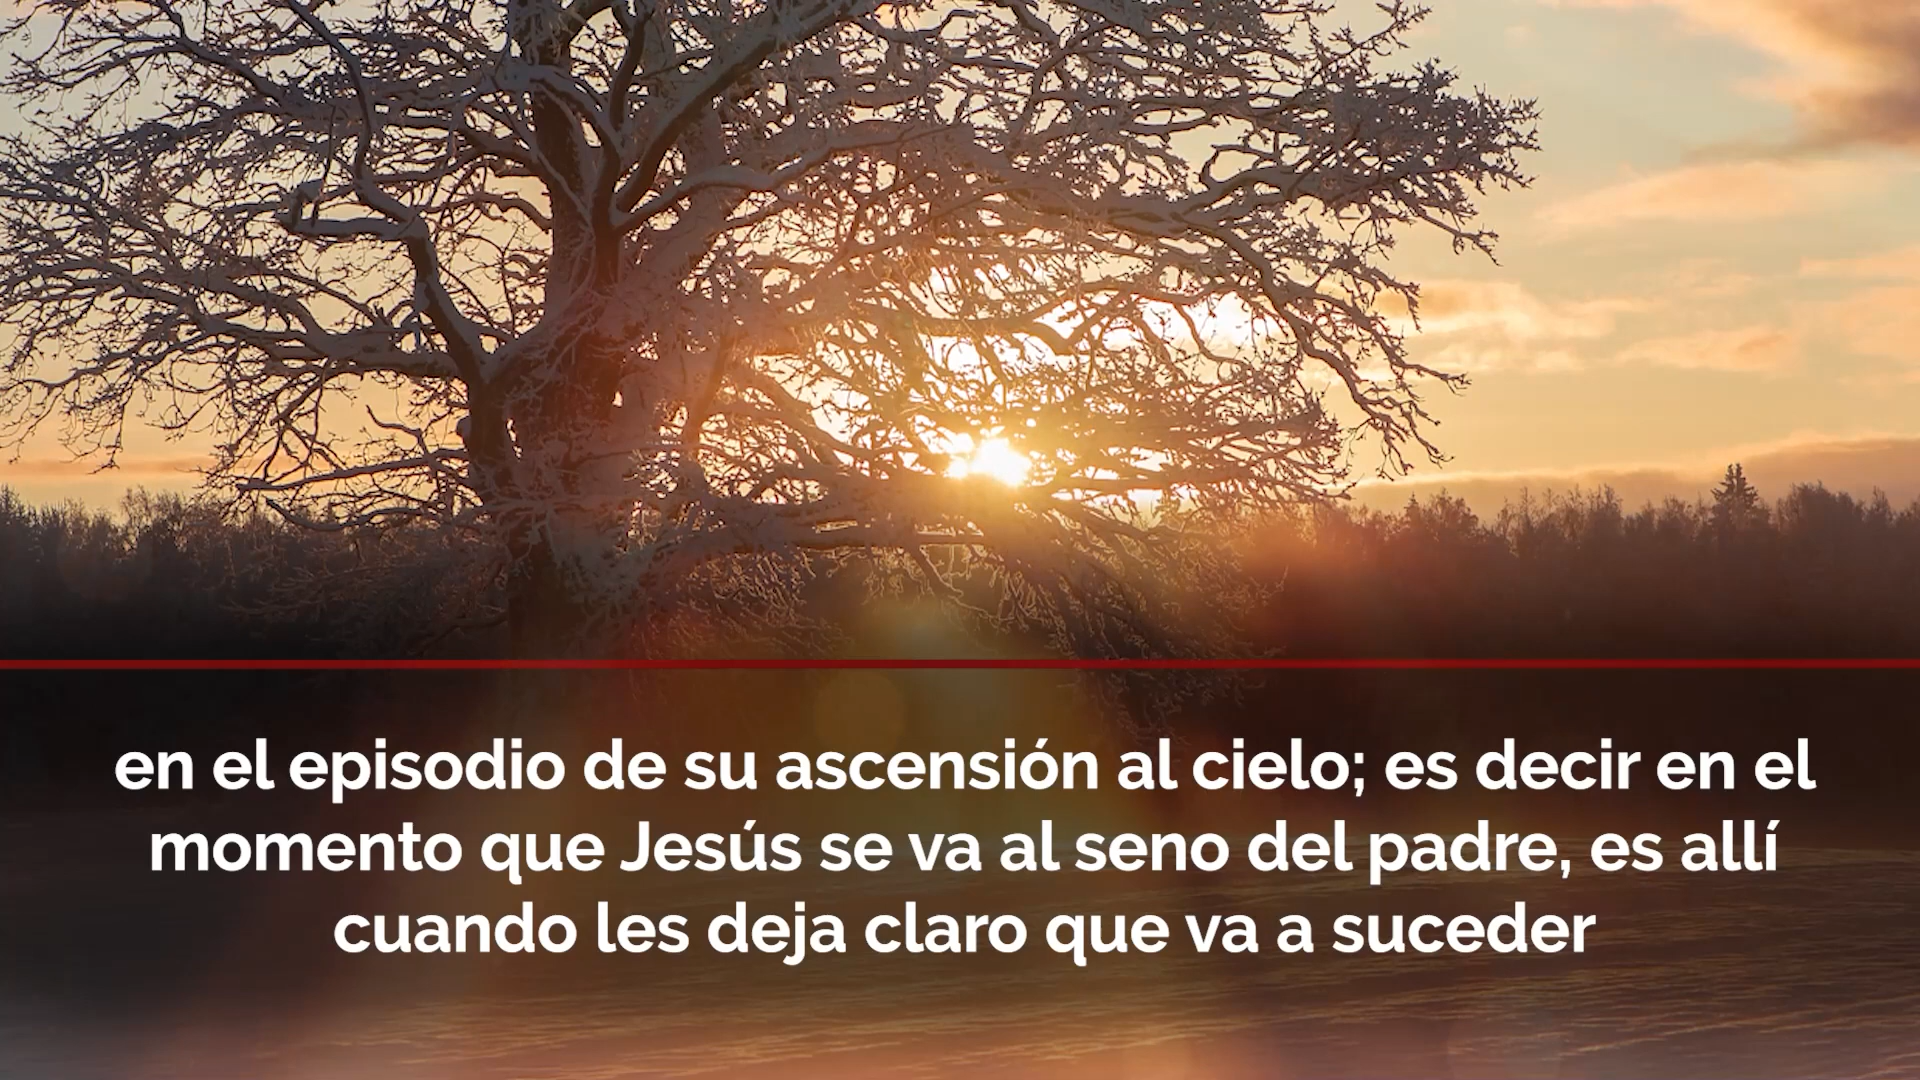 en el episodio de su ascensión al cielo; es decir en el
momento que Jesús se va al seno del padre, es allí
cuando les deja claro que va a suceder